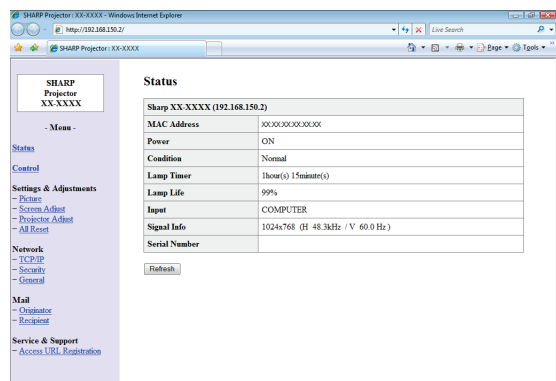 SHARP Projector : XX-XXXX - Windows Internet Explorer
http://192.168.150.2/
Live Search
SHARP Projector : XX-XXXX
Page
Tools
SHARP
Projector
XX-XXXX
- Menu -
Status
Control
Settings & Adjustments
- Picture
- Screen Adjust
- Projector Adjust
- All Reset
Network
- TCP/IP
- Security
- General
Mail
- Originator
- Recipient
Service & Support
- Access URL Registration
Status
Sharp XX-XXXX (192.168.150.2)
MAC Address XX:XX:XX:XX:XX:XX
Power ON
Condition Normal
Lamp Timer 1hour(s) 15minute(s)
Lamp Life 99%
Input COMPUTER
Signal Info 1024x768 (H 48.3kHz / V 60.0 Hz )
Serial Number
Refresh